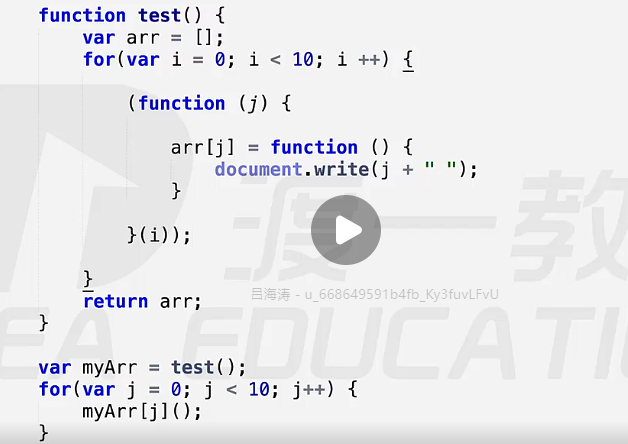 function test() {
    var arr = [];
    for(var i = 0; i < 10; i ++) {
        (function (j) {
            arr[j] = function () {
                document.write(j + " ");
            }
        }(i));
    }
    return arr;
}
var myArr = test();
for(var j = 0; j < 10; j++) {
    myArr[j]();
}
渡一教
EDUCATI
吕海涛 - u_668649591b4fb_Ky3fuvLFvU